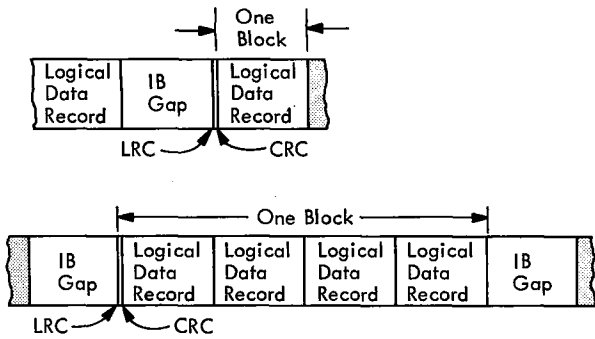 One
Block
Logical
Data
Record
IB
Gap
Logical
Data
Record
LRC
CRC
One Block
IB
Gap
Logical
Data
Record
Logical
Data
Record
Logical
Data
Record
Logical
Data
Record
IB
Gap
LRC
CRC